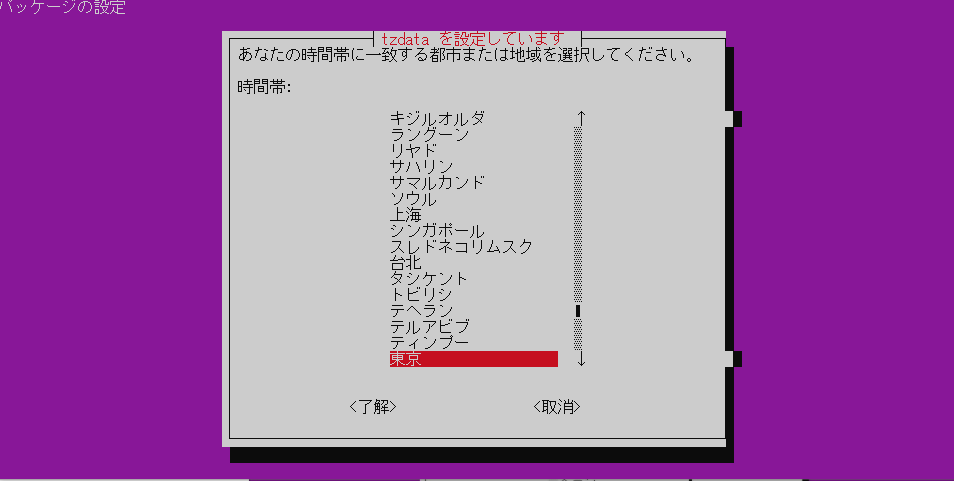 パッケージの設定
tzdata を設定しています
あなたの時間帯に一致する都市または地域を選択してください。
時間帯:
キジルオルダ
ラングーン
リヤド
サハリン
サマルカンド
ソウル
上海
シンガポール
スレドネコリムスク
台北
タシケント
トビリシ
テヘラン
テルアビブ
ティンプー
東京
<了解> <取消>